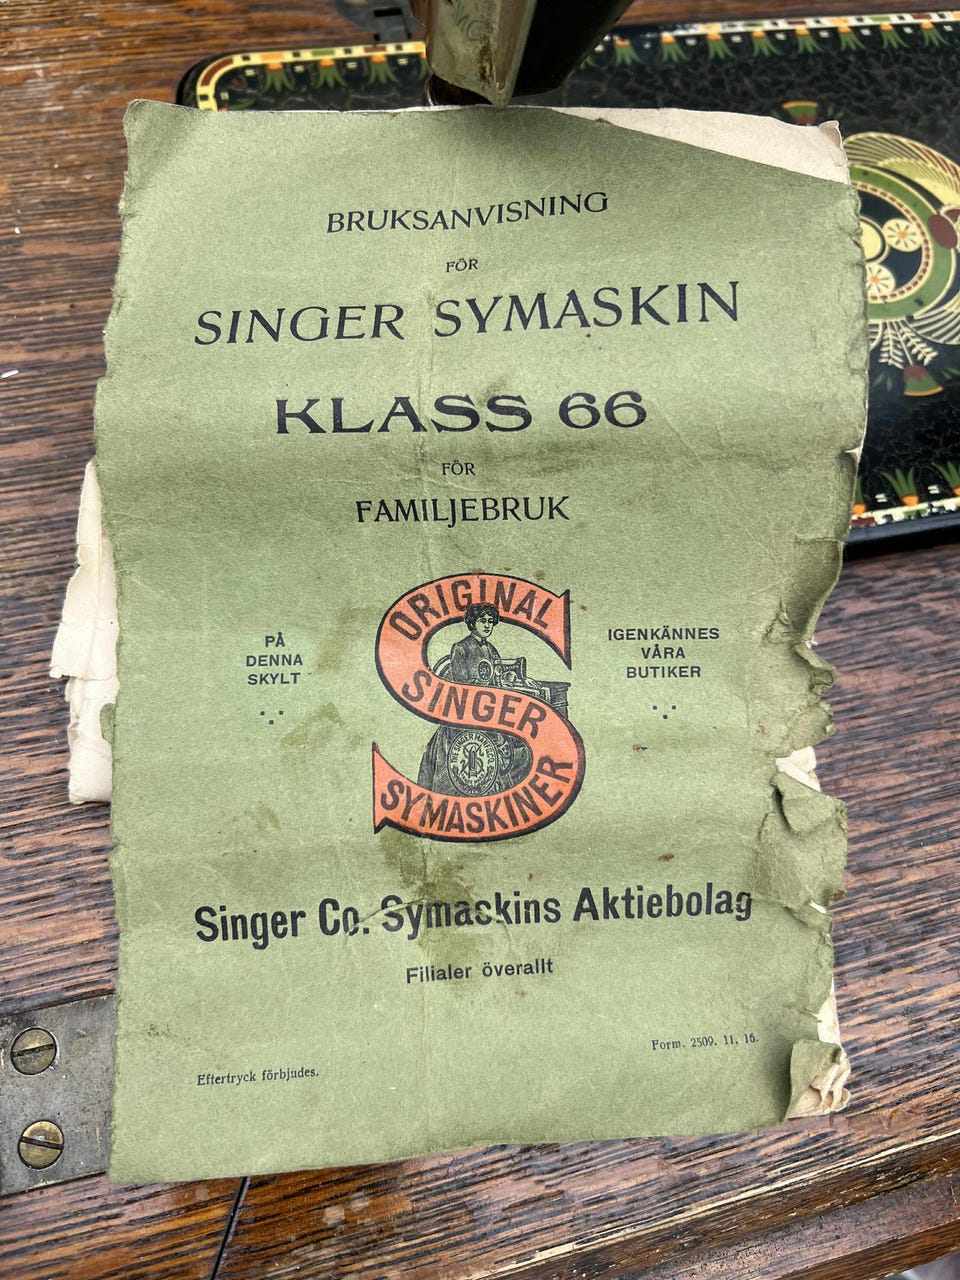 BRUKSANVISNING
FÖR
SINGER SYMASKIN
KLASS 66
FÖR
FAMILJEBRUK
PÅ
DENNA
SKYLT
ORIGINAL
SINGER
SYMASKINER
IGENKÄNNES
VÅRA
BUTIKER
Singer Co. Symaskins Aktiebolag
Filialer överallt
Form. 2509. 11. 16.
Eftertryck förbjudes.